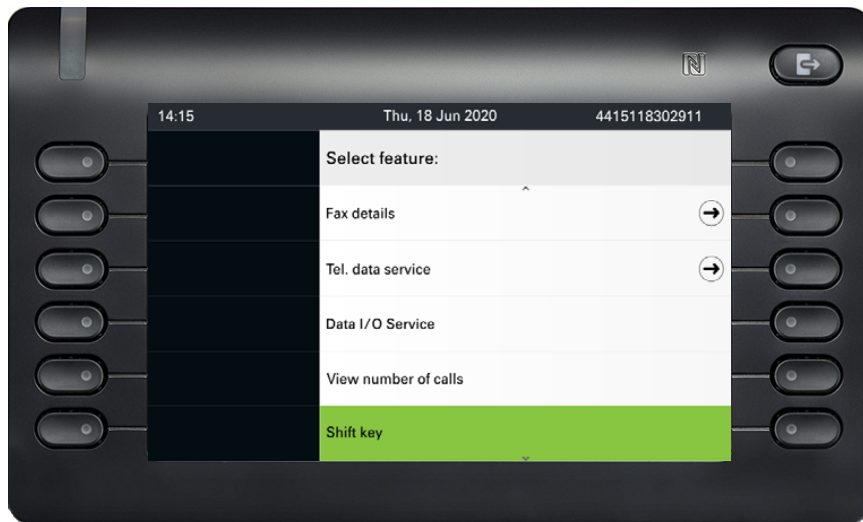 14:15 Thu, 18 Jun 2020 4415118302911
Select feature:
Fax details
Tel. data service
Data I/O Service
View number of calls
Shift key